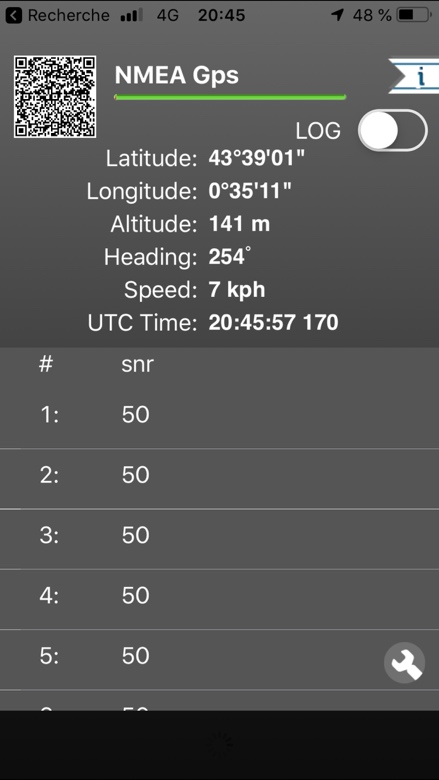 Recherche 4G 20:45 48 %
NMEA Gps
i
LOG
Latitude: 43°39'01"
Longitude: 0°35'11"
Altitude: 141 m
Heading: 254°
Speed: 7 kph
UTC Time: 20:45:57 170
# snr
1: 50
2: 50
3: 50
4: 50
5: 50